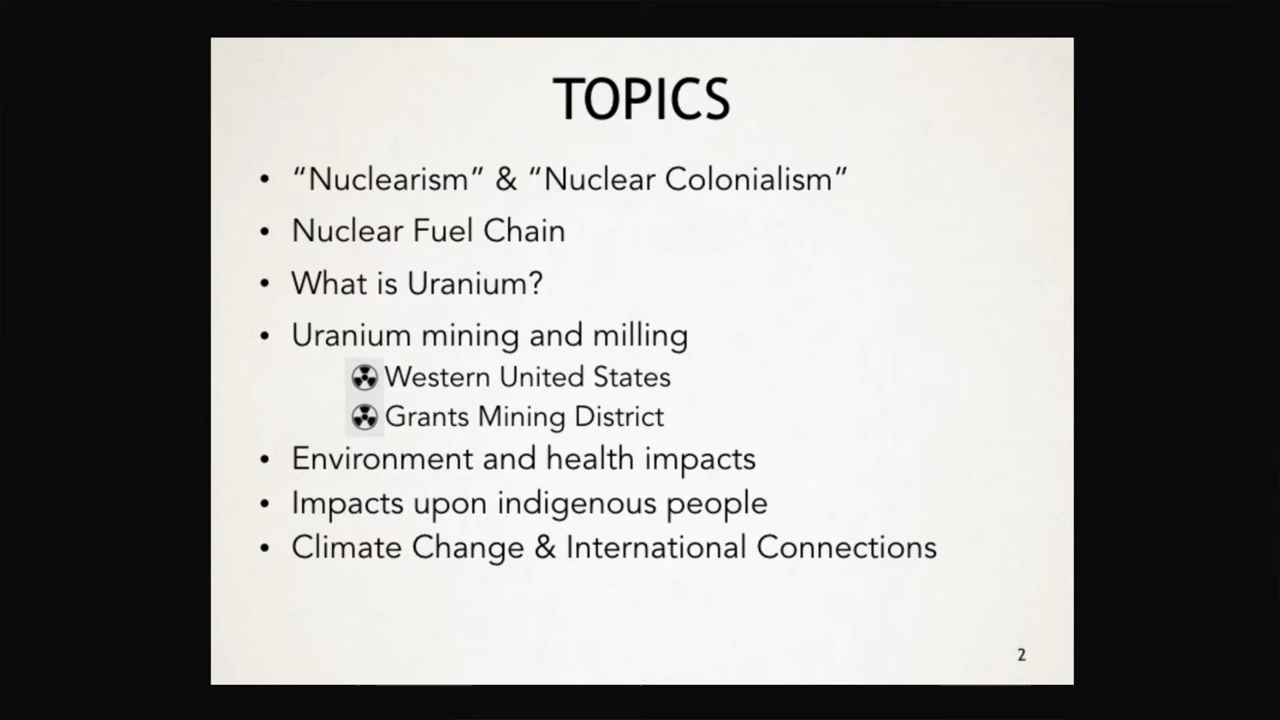 TOPICS
• “Nuclearism” & “Nuclear Colonialism”
• Nuclear Fuel Chain
• What is Uranium?
• Uranium mining and milling
☢ Western United States
☢ Grants Mining District
• Environment and health impacts
• Impacts upon indigenous people
• Climate Change & International Connections
2